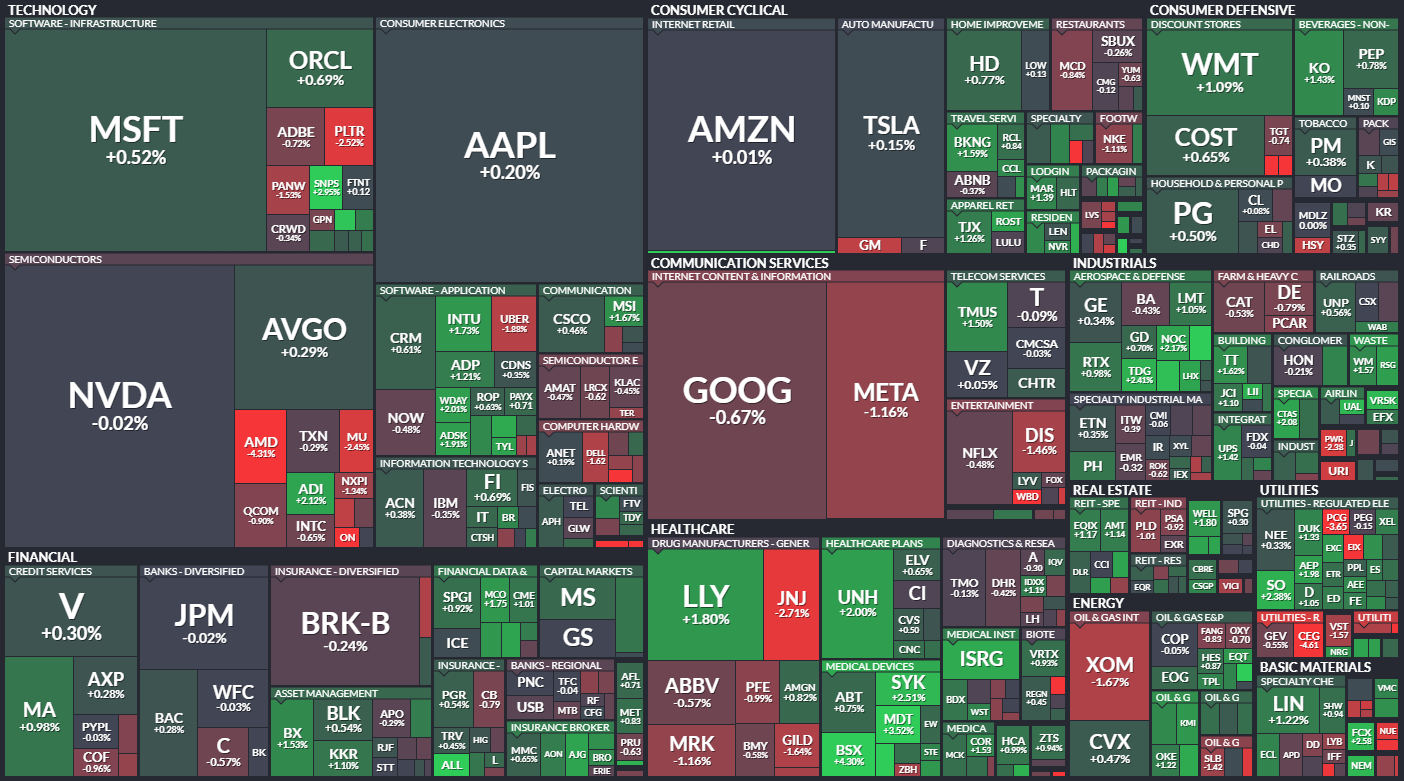 TECHNOLOGY
SOFTWARE - INFRASTRUCTURE
MSFT
+0.52%
ORCL
+0.69%
ADBE
-0.72%
PLTR
-2.52%
PANW
-1.53%
SNPS
+2.95%
FTNT
+0.12
CRWD
-0.34%
GPN
CONSUMER ELECTRONICS
AAPL
+0.20%
SEMICONDUCTORS
NVDA
-0.02%
AVGO
+0.29%
AMD
-4.31%
TXN
-0.29%
MU
-2.45%
QCOM
-0.90%
ADI
+2.12%
NXPI
-1.34%
INTC
-0.65%
ON
SOFTWARE - APPLICATION
CRM
+0.61%
INTU
+1.73%
UBER
-1.88%
ADP
+1.21%
CDNS
+0.35%
NOW
-0.48%
WDAY
+2.01%
ROP
+0.63%
PAYX
+0.71
ADSK
+1.91%
TYL
COMMUNICATION
CSCO
+0.46%
MSI
+1.67%
SEMICONDUCTOR E
AMAT
-0.47%
LRCX
-0.62
KLAC
-0.45%
TER
COMPUTER HARDW
ANET
+0.19%
DELL
-1.62
INFORMATION TECHNOLOGY S
ACN
+0.38%
IBM
-0.35%
FI
+0.69%
FIS
IT
BR
CTSH
ELECTRO
APH
TEL
GLW
SCIENTI
FTV
TDY
CONSUMER CYCLICAL
INTERNET RETAIL
AMZN
+0.01%
AUTO MANUFACTU
TSLA
+0.15%
GM
F
HOME IMPROVEME
HD
+0.77%
LOW
+0.13
RESTAURANTS
MCD
-0.84%
SBUX
-0.26%
CMG
-0.12
YUM
-0.63
TRAVEL SERVI
BKNG
+1.59%
RCL
+0.84
CCL
ABNB
-0.37%
SPECIALTY
FOOTW
NKE
-1.11%
LODGIN
MAR
+1.39
HLT
PACKAGIN
APPAREL RET
TJX
+1.26%
ROST
LULU
RESIDEN
LEN
NVR
LVS
CONSUMER DEFENSIVE
DISCOUNT STORES
WMT
+1.09%
COST
+0.65%
TGT
-0.74
BEVERAGES - NON-
KO
+1.43%
PEP
+0.78%
MNST
+0.10
KDP
TOBACCO
PM
+0.38%
MO
PACK
GIS
K
HOUSEHOLD & PERSONAL P
PG
+0.50%
CL
+0.08%
EL
CHD
MDLZ
0.00%
HSY
KR
STZ
+0.35
SYY
COMMUNICATION SERVICES
INTERNET CONTENT & INFORMATION
GOOG
-0.67%
META
-1.16%
TELECOM SERVICES
TMUS
+1.50%
T
-0.09%
CMCSA
-0.03%
VZ
+0.05%
CHTR
ENTERTAINMENT
NFLX
-0.48%
DIS
-1.46%
LYV
FOX
WBD
INDUSTRIALS
AEROSPACE & DEFENSE
GE
+0.34%
BA
-0.43%
LMT
+1.05%
RTX
+0.98%
GD
+0.70%
NOC
+2.17%
TDG
+2.41%
LHX
FARM & HEAVY C
CAT
-0.53%
DE
-0.79%
PCAR
RAILROADS
UNP
+0.56%
CSX
WAB
BUILDING
TT
+1.62%
JCI
+1.10
LII
CONGLOMER
HON
-0.21%
WASTE
WM
+1.57
RSG
SPECIALTY INDUSTRIAL MA
ETN
+0.35%
ITW
-0.39
CMI
-0.06
IR
XYL
PH
EMR
-0.32
ROK
-0.62
IEX
SPECIA
CTAS
+2.08
AIRLIN
UAL
VRSK
EFX
INTEGRAT
UPS
+1.42
FDX
-0.04
INDUST
PWR
-2.38
J
URI
HEALTHCARE
DRUG MANUFACTURERS - GENER
LLY
+1.80%
JNJ
-2.71%
ABBV
-0.57%
PFE
-0.99%
AMGN
+0.82%
MRK
-1.16%
BMY
-0.58%
GILD
-1.64%
HEALTHCARE PLANS
UNH
+2.00%
ELV
+0.65%
CI
CVS
+0.50
CNC
MEDICAL DEVICES
ABT
+0.75%
SYK
+2.51%
MDT
+3.52%
EW
BSX
+4.30%
STE
ZBH
DIAGNOSTICS & RESEA
TMO
-0.13%
DHR
-0.42%
A
-0.30
IQV
IDXX
+1.19
LH
MEDICAL INST
ISRG
BDX
WST
BIOTE
VRTX
+0.93%
REGN
+0.45
MEDICA
MCK
COR
+1.53
HCA
+0.99%
ZTS
+0.94%
REAL ESTATE
REIT - SPE
EQIX
+1.17
AMT
+1.14
DLR
CCI
REIT - IND
PLD
-1.01
PSA
-0.92
EXR
WELL
+1.80
SPG
+0.30
REIT - RES
EQR
CBRE
CSGP
VICI
UTILITIES
UTILITIES - REGULATED ELE
NEE
+0.33%
DUK
+1.33
PCG
-3.65
PEG
-0.15
XEL
EXC
EIX
SO
+2.38%
AEP
+1.98
ETR
PPL
ES
D
+1.05
ED
AEE
FE
UTILITIES - R
GEV
-0.55%
CEG
-4.61
VST
-1.57
NRG
UTILITI
ENERGY
OIL & GAS INT
XOM
-1.67%
CVX
+0.47%
OIL & GAS E&P
COP
-0.05%
FANG
-0.83
OXY
-0.70
EOG
HES
+0.87
EQT
TPL
OIL & G
KMI
OKE
+1.22
OIL & G
OIL & G
SLB
-1.42
BASIC MATERIALS
SPECIALTY CHE
LIN
+1.22%
SHW
+0.94
ECL
APD
DD
LYB
IFF
VMC
FCX
+2.58
NUE
NEM
FINANCIAL
CREDIT SERVICES
V
+0.30%
MA
+0.98%
AXP
+0.28%
PYPL
-0.03%
COF
-0.96%
BANKS - DIVERSIFIED
JPM
-0.02%
BAC
+0.28%
WFC
-0.03%
C
-0.57%
BK
INSURANCE - DIVERSIFIED
BRK-B
-0.24%
ASSET MANAGEMENT
BX
+1.53%
BLK
+0.54%
APO
-0.29%
KKR
+1.10%
RJF
STT
FINANCIAL DATA &
SPGI
+0.92%
MCO
+1.75
CME
+1.01
ICE
CAPITAL MARKETS
MS
GS
INSURANCE -
PGR
+0.54%
CB
-0.79
TRV
+0.45%
HIG
ALL
L
BANKS - REGIONAL
PNC
TFC
-0.04
RF
USB
MTB
CFG
INSURANCE BROKER
MMC
+0.65%
AON
AJG
BRO
ERIE
AFL
+0.71
MET
+0.83
PRU
-0.63